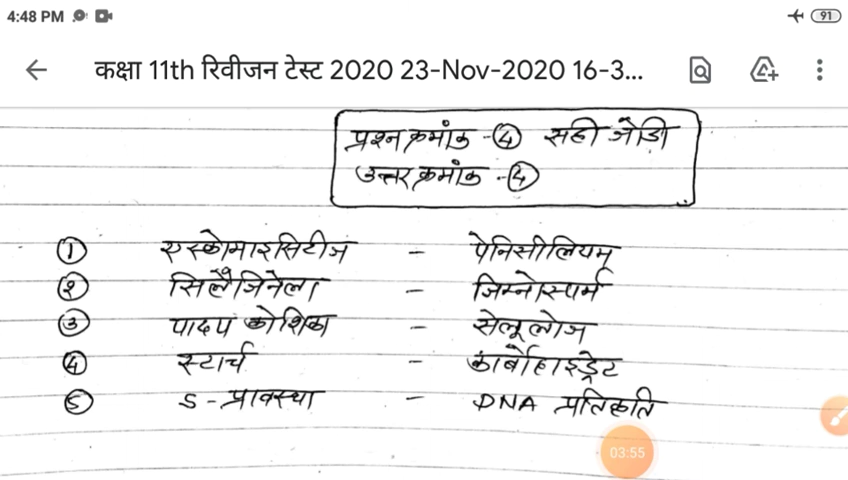 4:48 PM 91
कक्षा 11th रिवीजन टेस्ट 2020 23-Nov-2020 16-3...
प्रश्न क्रमांक - 4 सही जोडी
उत्तर क्रमांक - 4
1 एस्कोमाइसिटीज - पेनिसीलियम
2 सिलैजिनेला - जिम्नोस्पर्म
3 पादप कोशिका - सेलूलोज
4 स्टार्च - कार्बोहाइड्रेट
5 S-प्रावस्था - DNA प्रतिकृति
03:55